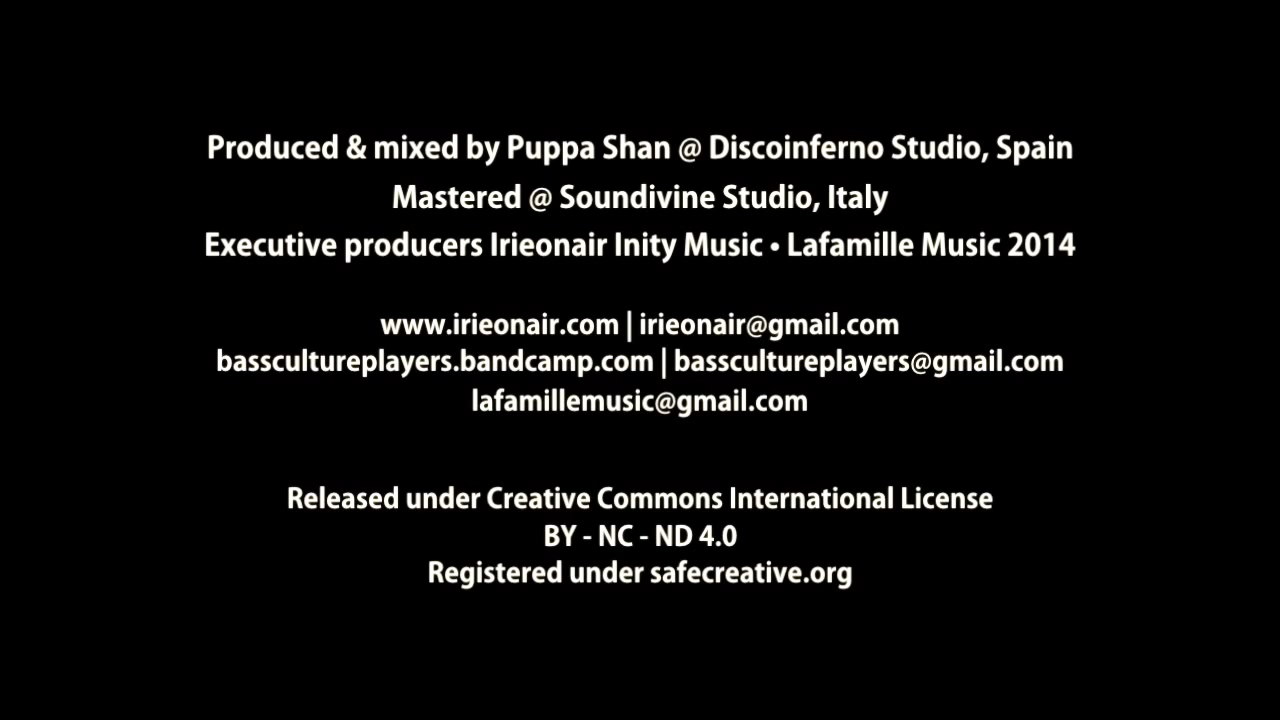 Produced & mixed by Puppa Shan @ Discoinferno Studio, Spain
Mastered @ Soundivine Studio, Italy
Executive producers Irieonair Inity Music • Lafamille Music 2014
www.irieonair.com | irieonair@gmail.com
basscultureplayers.bandcamp.com | basscultureplayers@gmail.com
lafamillemusic@gmail.com
Released under Creative Commons International License
BY - NC - ND 4.0
Registered under safecreative.org